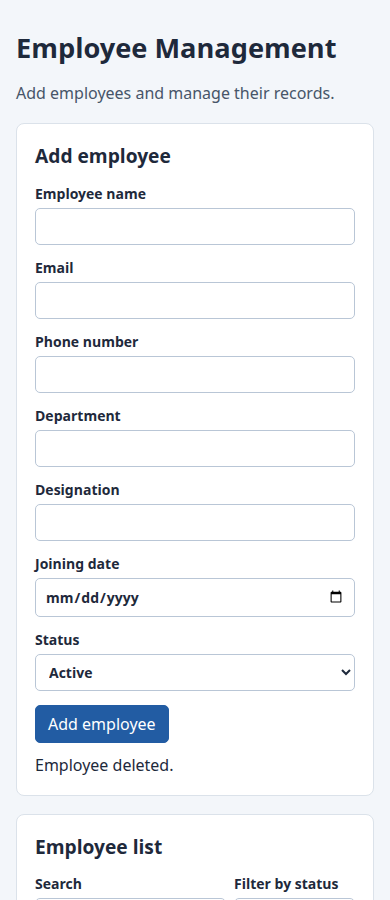 Employee Management
Add employees and manage their records.
Add employee
Employee name
Email
Phone number
Department
Designation
Joining date
mm/dd/yyyy
Status
Active
Add employee
Employee deleted.
Employee list
Search Filter by status